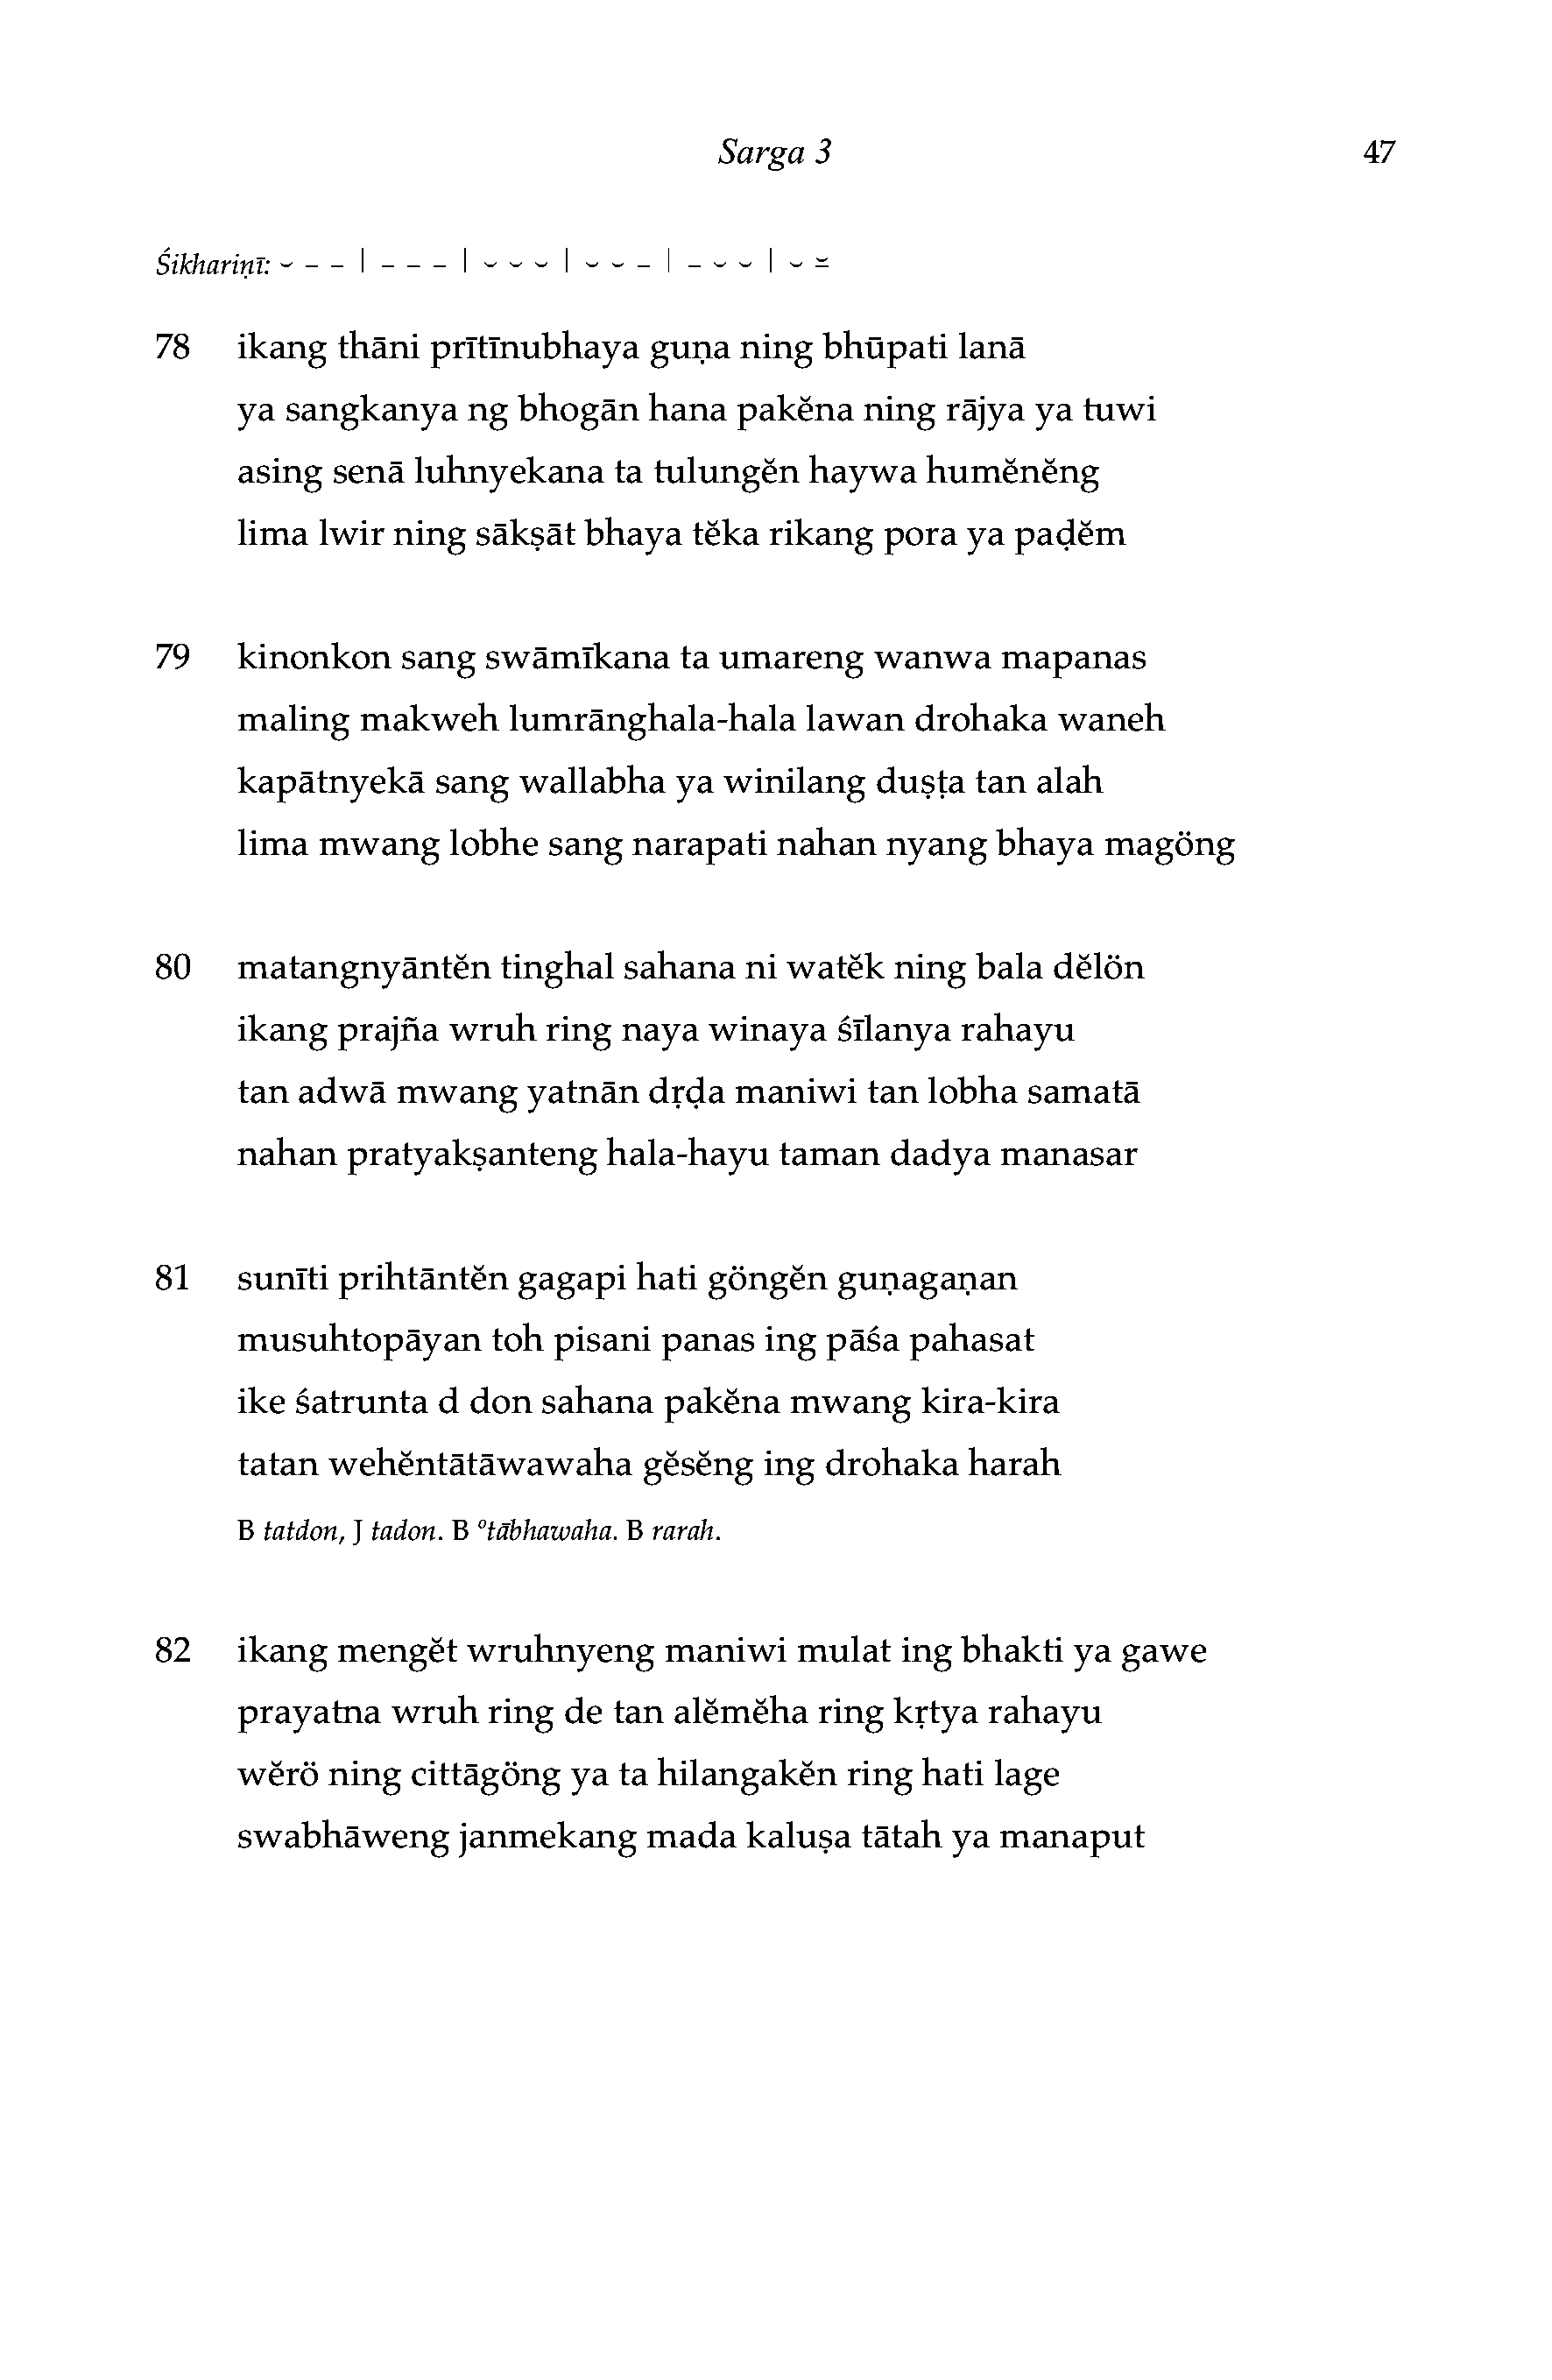 Sarga 3 47
Śikhariṇī: ⏑ – – | – – – | ⏑ ⏑ ⏑ | ⏑ ⏑ – | – ⏑ ⏑ | ⏑ ⏓
78 ikang thāni prītīnubhaya guṇa ning bhūpati lanā
ya sangkanya ng bhogān hana pakĕna ning rājya ya tuwi
asing senā luhnyekana ta tulungĕn haywa humĕnĕng
lima lwir ning sākṣāt bhaya tĕka rikang pora ya paḍĕm
79 kinonkon sang swāmīkana ta umareng wanwa mapanas
maling makweh lumrānghala-hala lawan drohaka waneh
kapātnyekā sang wallabha ya winilang duṣṭa tan alah
lima mwang lobhe sang narapati nahan nyang bhaya magöng
80 matangnyāntĕn tinghal sahana ni watĕk ning bala dĕlön
ikang prajña wruh ring naya winaya śīlanya rahayu
tan adwā mwang yatnān dṛḍa maniwi tan lobha samatā
nahan pratyakṣanteng hala-hayu taman dadya manasar
81 sunīti prihtāntĕn gagapi hati göngĕn guṇagaṇan
musuhtopāyan toh pisani panas ing pāśa pahasat
ike śatrunta d don sahana pakĕna mwang kira-kira
tatan wehĕntātāwawaha gĕsĕng ing drohaka harah
B tatdon, J tadon. B °tābhawaha. B rarah.
82 ikang mengĕt wruhnyeng maniwi mulat ing bhakti ya gawe
prayatna wruh ring de tan alĕmĕha ring kṛtya rahayu
wĕrö ning cittāgöng ya ta hilangakĕn ring hati lage
swabhāweng janmekang mada kaluṣa tātah ya manaput